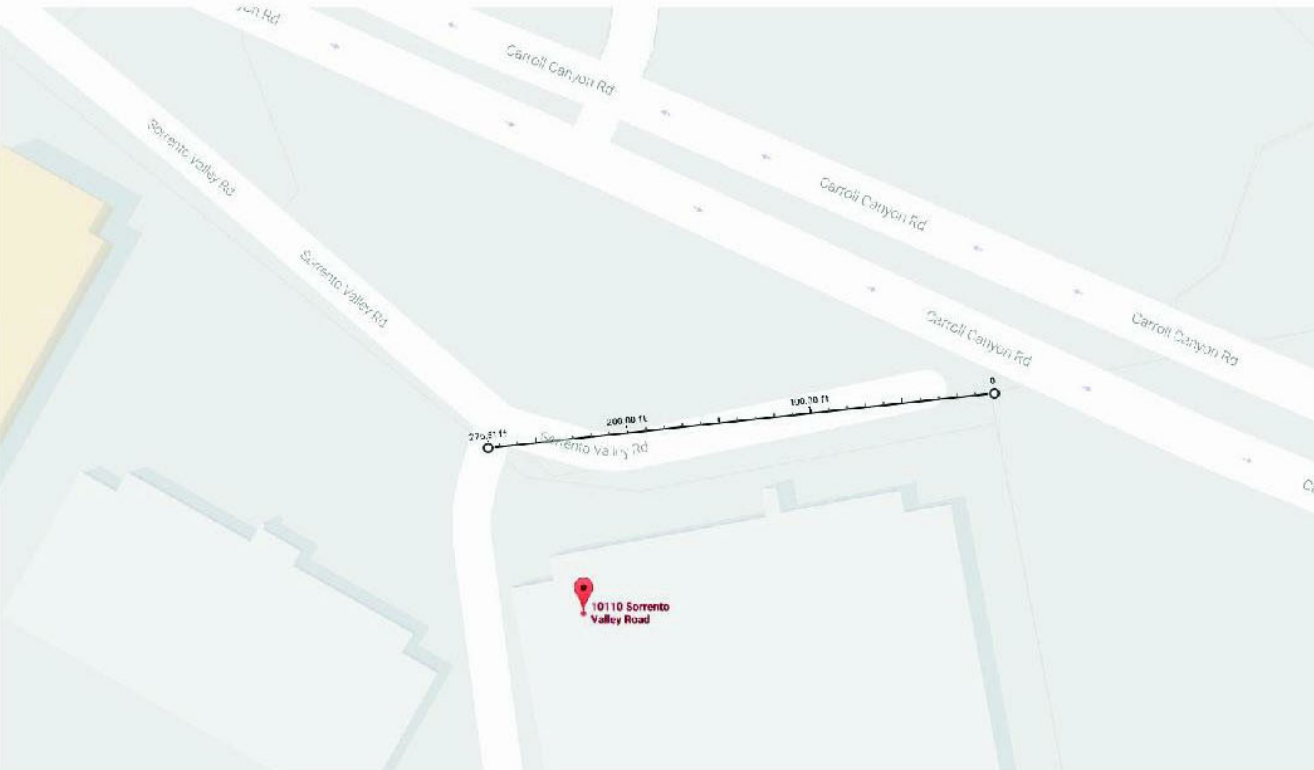 Carroll Canyon Rd
Sorrento Valley Rd
Carroll Canyon Rd
Sorrento Valley Rd
Carroll Canyon Rd
Carroll Canyon Rd
0
100.00 ft
200.00 ft
Sorrento Valley Rd
10110 Sorrento
Valley Road